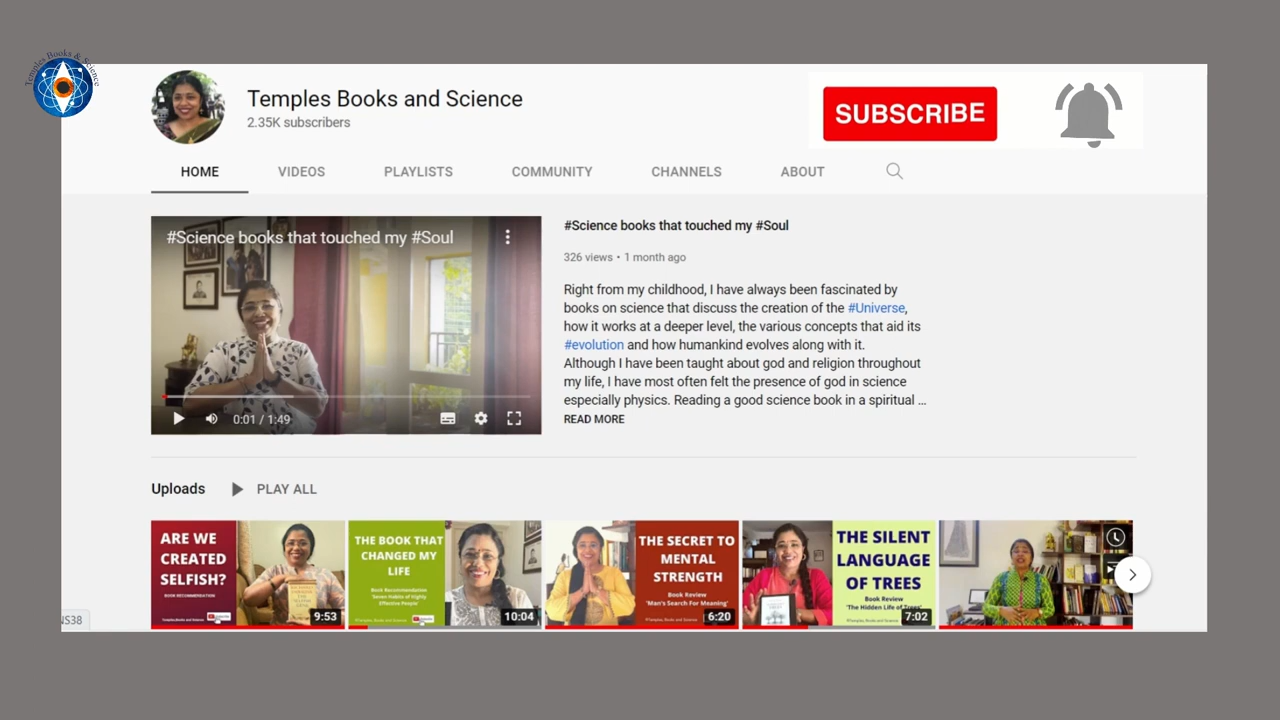 Temples Books & Science
Temples Books and Science
2.35K subscribers
SUBSCRIBE
HOME
VIDEOS
PLAYLISTS
COMMUNITY
CHANNELS
ABOUT
#Science books that touched my #Soul
0:01 / 1:49
#Science books that touched my #Soul
326 views • 1 month ago
Right from my childhood, I have always been fascinated by
books on science that discuss the creation of the #Universe,
how it works at a deeper level, the various concepts that aid its
#evolution and how humankind evolves along with it.
Although I have been taught about god and religion throughout
my life, I have most often felt the presence of god in science
especially physics. Reading a good science book in a spiritual ...
READ MORE
Uploads
PLAY ALL
ARE WE
CREATED
SELFISH?
BOOK RECOMMENDATION
9:53
THE BOOK THAT
CHANGED MY
LIFE
Book Recommendation
'Seven Habits of Highly
Effective People'
10:04
THE SECRET TO
MENTAL
STRENGTH
Book Review
'Man's Search For Meaning'
6:20
THE SILENT
LANGUAGE
OF TREES
Book Review
'The Hidden Life of Trees'
7:02
NS38